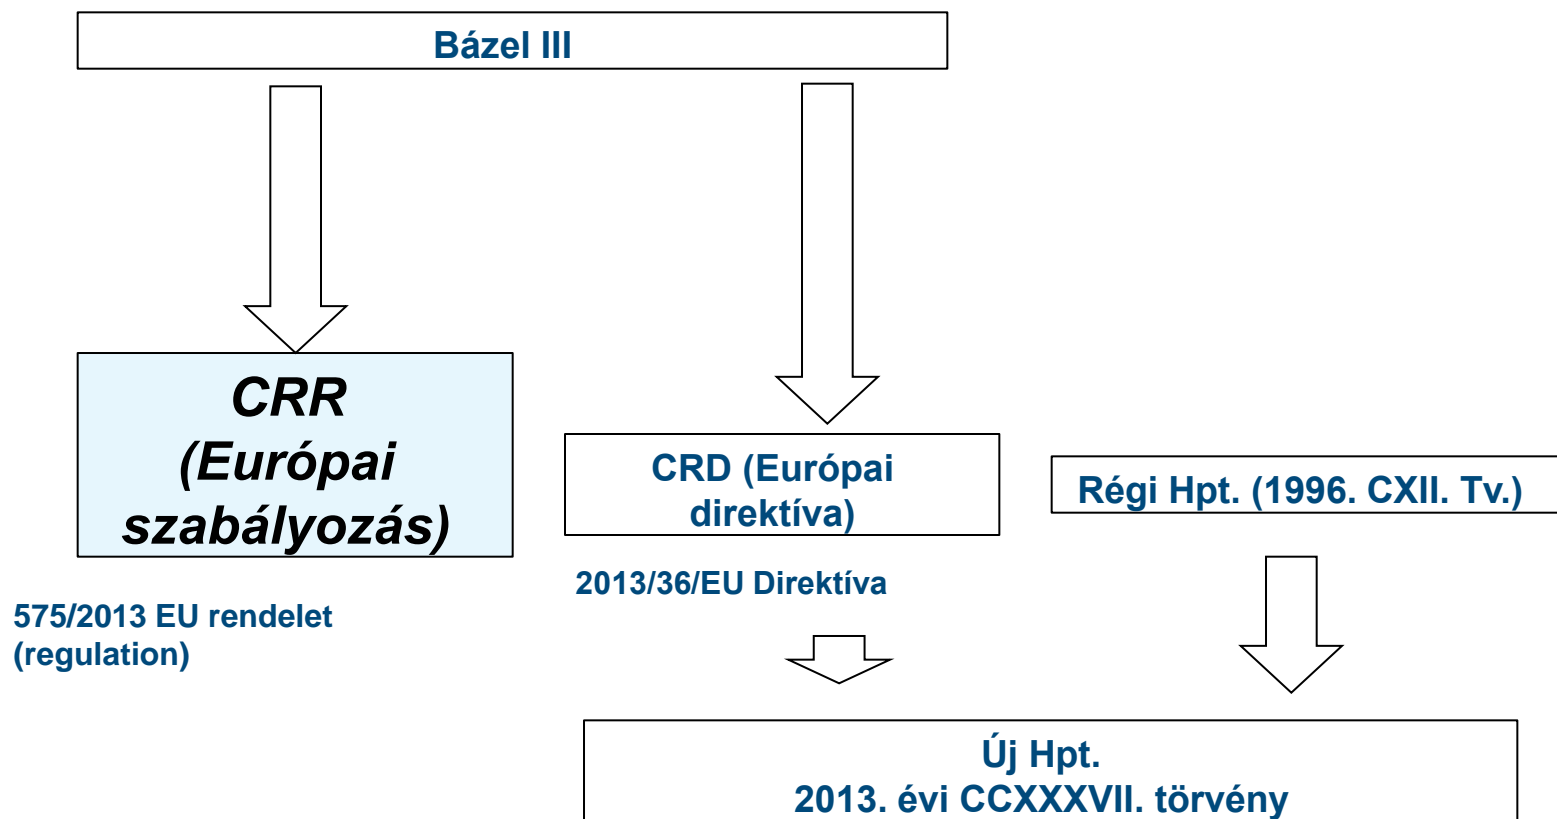 Bázel III
CRR
(Európai
szabályozás)
CRD (Európai
direktíva)
Régi Hpt. (1996. CXII. Tv.)
2013/36/EU Direktíva
575/2013 EU rendelet
(regulation)
Új Hpt.
2013. évi CCXXXVII. törvény